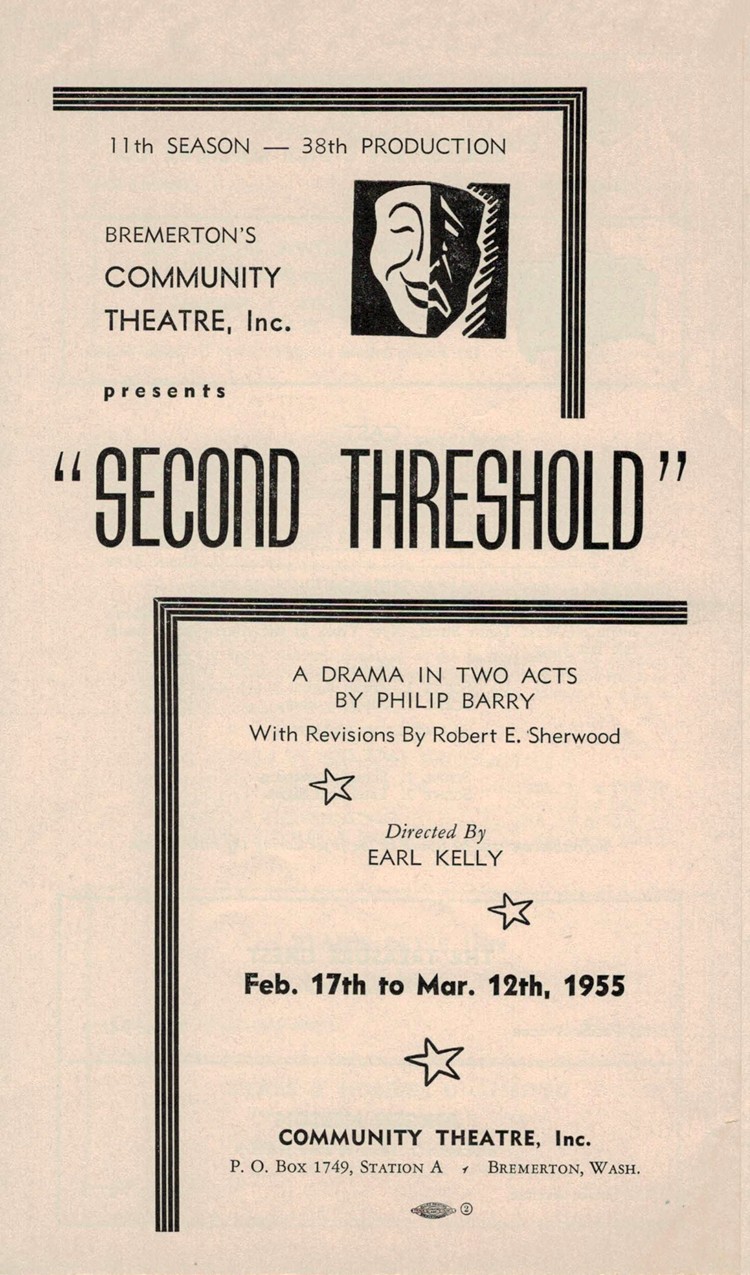 11th SEASON — 38th PRODUCTION
BREMERTON'S
COMMUNITY
THEATRE, Inc.
presents
"SECOND THRESHOLD"
A DRAMA IN TWO ACTS
BY PHILIP BARRY
With Revisions By Robert E. Sherwood
Directed By
EARL KELLY
Feb. 17th to Mar. 12th, 1955
COMMUNITY THEATRE, Inc.
P. O. Box 1749, Station A BREMERTON, WASH.
2